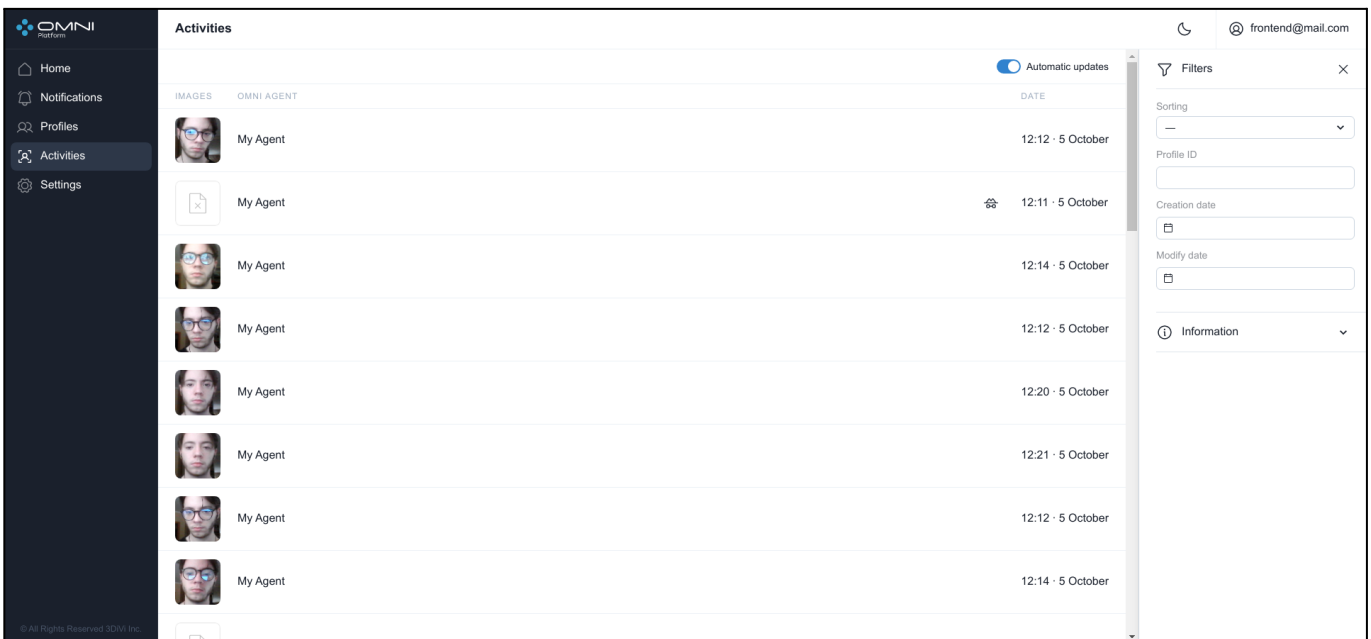 OMNI
Platform
Activities
frontend@mail.com
Home
Notifications
Profiles
Activities
Settings
Automatic updates
IMAGES OMNI AGENT DATE
My Agent 12:12 · 5 October
My Agent 12:11 · 5 October
My Agent 12:14 · 5 October
My Agent 12:12 · 5 October
My Agent 12:20 · 5 October
My Agent 12:21 · 5 October
My Agent 12:12 · 5 October
My Agent 12:14 · 5 October
Filters
Sorting
—
Profile ID
Creation date
Modify date
Information
© All Rights Reserved 3DiVi Inc.